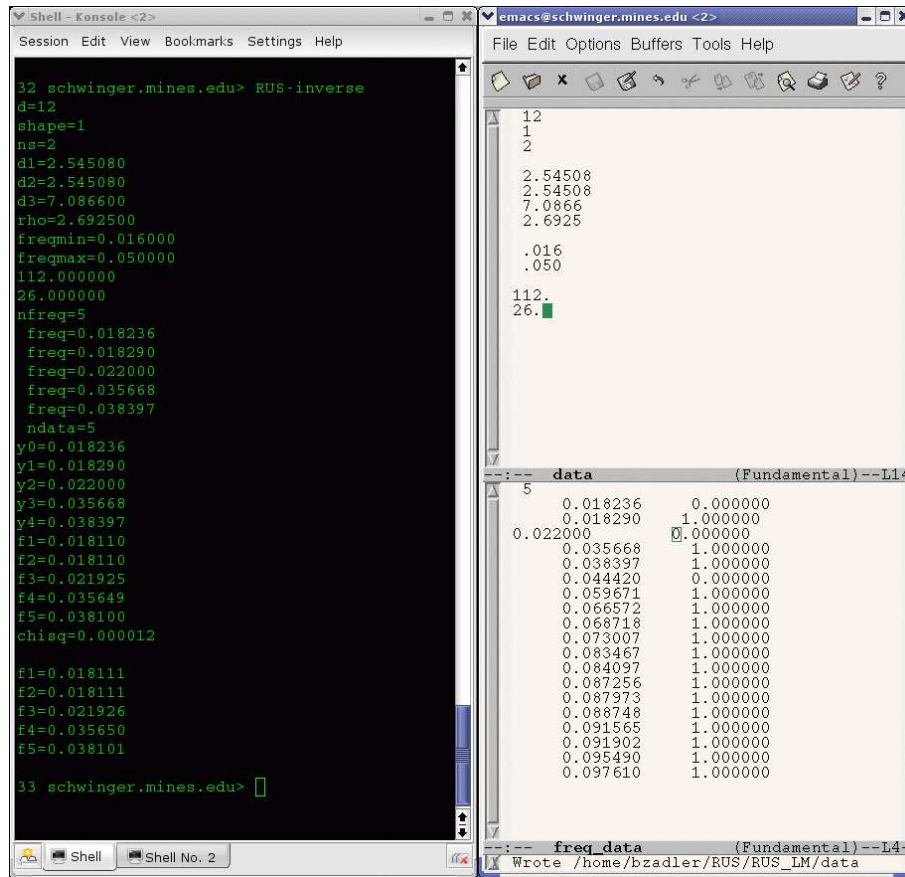 Shell - Konsole <2>
Session Edit View Bookmarks Settings Help
32 schwinger.mines.edu> RUS-inverse
d=12
shape=1
ns=2
d1=2.545080
d2=2.545080
d3=7.086600
rho=2.692500
freqmin=0.016000
freqmax=0.050000
112.000000
26.000000
nfreq=5
freq=0.018236
freq=0.018290
freq=0.022000
freq=0.035668
freq=0.038397
ndata=5
y0=0.018236
y1=0.018290
y2=0.022000
y3=0.035668
y4=0.038397
f1=0.018110
f2=0.018110
f3=0.021925
f4=0.035649
f5=0.038100
chisq=0.000012
f1=0.018111
f2=0.018111
f3=0.021926
f4=0.035650
f5=0.038101
33 schwinger.mines.edu>
Shell Shell No. 2
emacs@schwinger.mines.edu <2>
File Edit Options Buffers Tools Help
12
1
2
2.54508
2.54508
7.0866
2.6925
.016
.050
112.
26.
--:-- data (Fundamental)--L14
5
0.018236 0.000000
0.018290 1.000000
0.022000 0.000000
0.035668 1.000000
0.038397 1.000000
0.044420 0.000000
0.059671 1.000000
0.066572 1.000000
0.068718 1.000000
0.073007 1.000000
0.083467 1.000000
0.084097 1.000000
0.087256 1.000000
0.087973 1.000000
0.088748 1.000000
0.091565 1.000000
0.091902 1.000000
0.095490 1.000000
0.097610 1.000000
--:-- freq_data (Fundamental)--L4-
Wrote /home/bzadler/RUS/RUS_LM/data